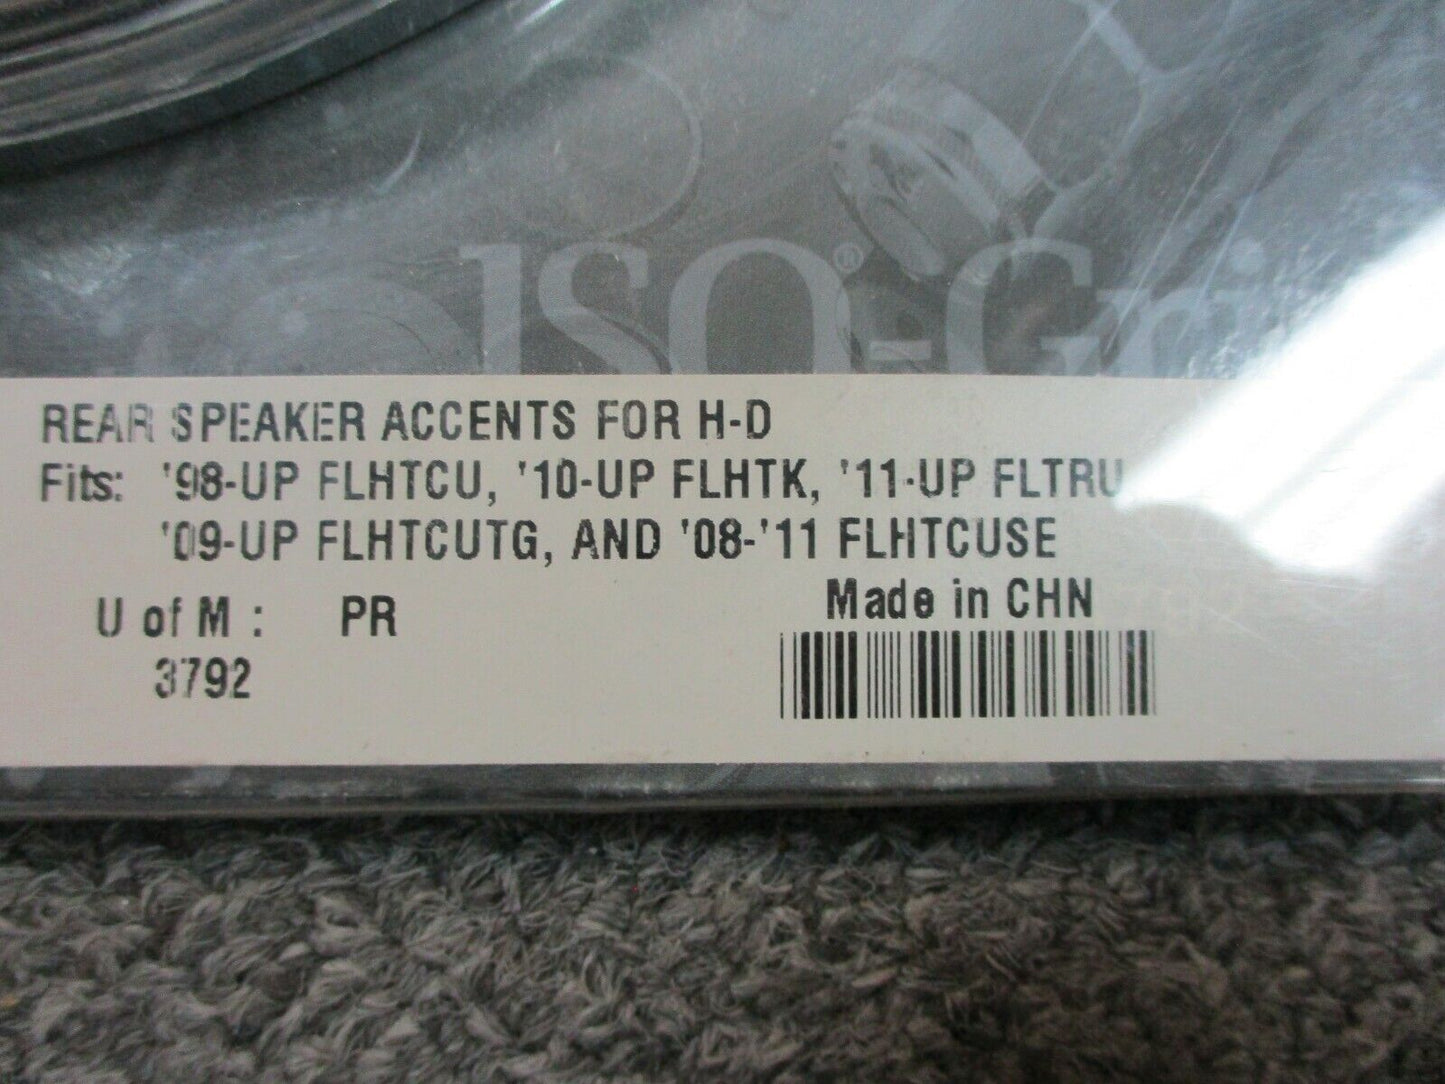 ISO-Gri
®
REAR SPEAKER ACCENTS FOR H-D
Fits: '98-UP FLHTCU, '10-UP FLHTK, '11-UP FLTRU
'09-UP FLHTCUTG, AND '08-'11 FLHTCUSE
U of M : PR
Made in CHN
3792